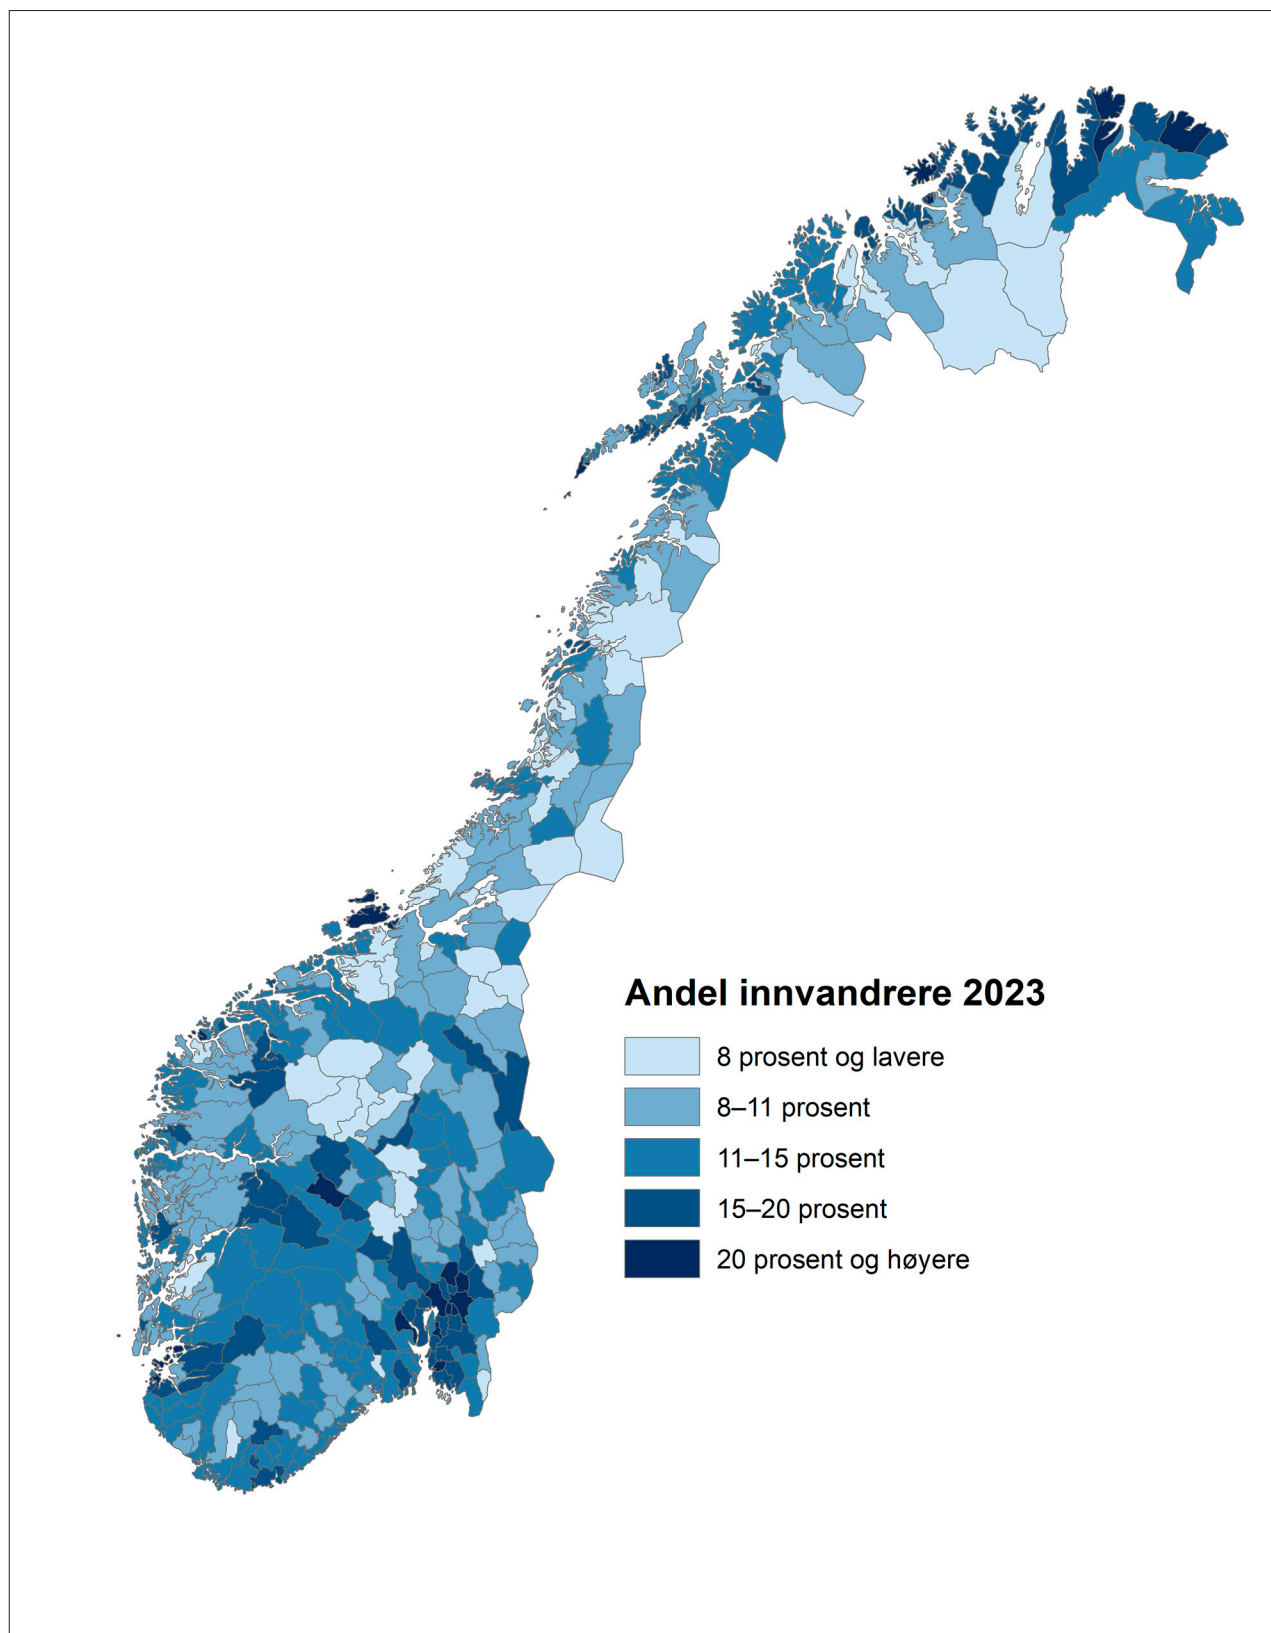 Andel innvandrere 2023
8 prosent og lavere
8–11 prosent
11–15 prosent
15–20 prosent
20 prosent og høyere